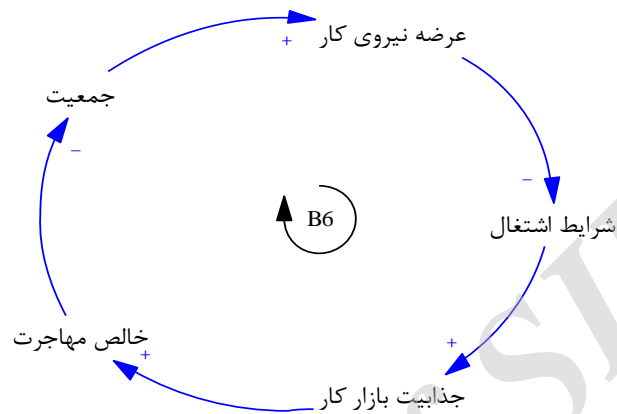 عرضه نیروی کار
+
جمعیت
−
−
B6
شرایط اشتغال
خالص مهاجرت
+
+
جذابیت بازار کار